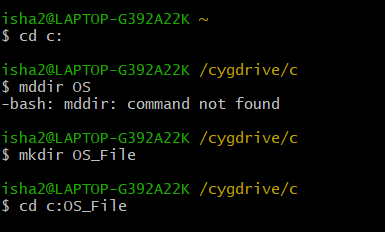 isha2@LAPTOP-G392A22K ~
$ cd c:
isha2@LAPTOP-G392A22K /cygdrive/c
$ mddir OS
-bash: mddir: command not found
isha2@LAPTOP-G392A22K /cygdrive/c
$ mkdir OS_File
isha2@LAPTOP-G392A22K /cygdrive/c
$ cd c:OS_File